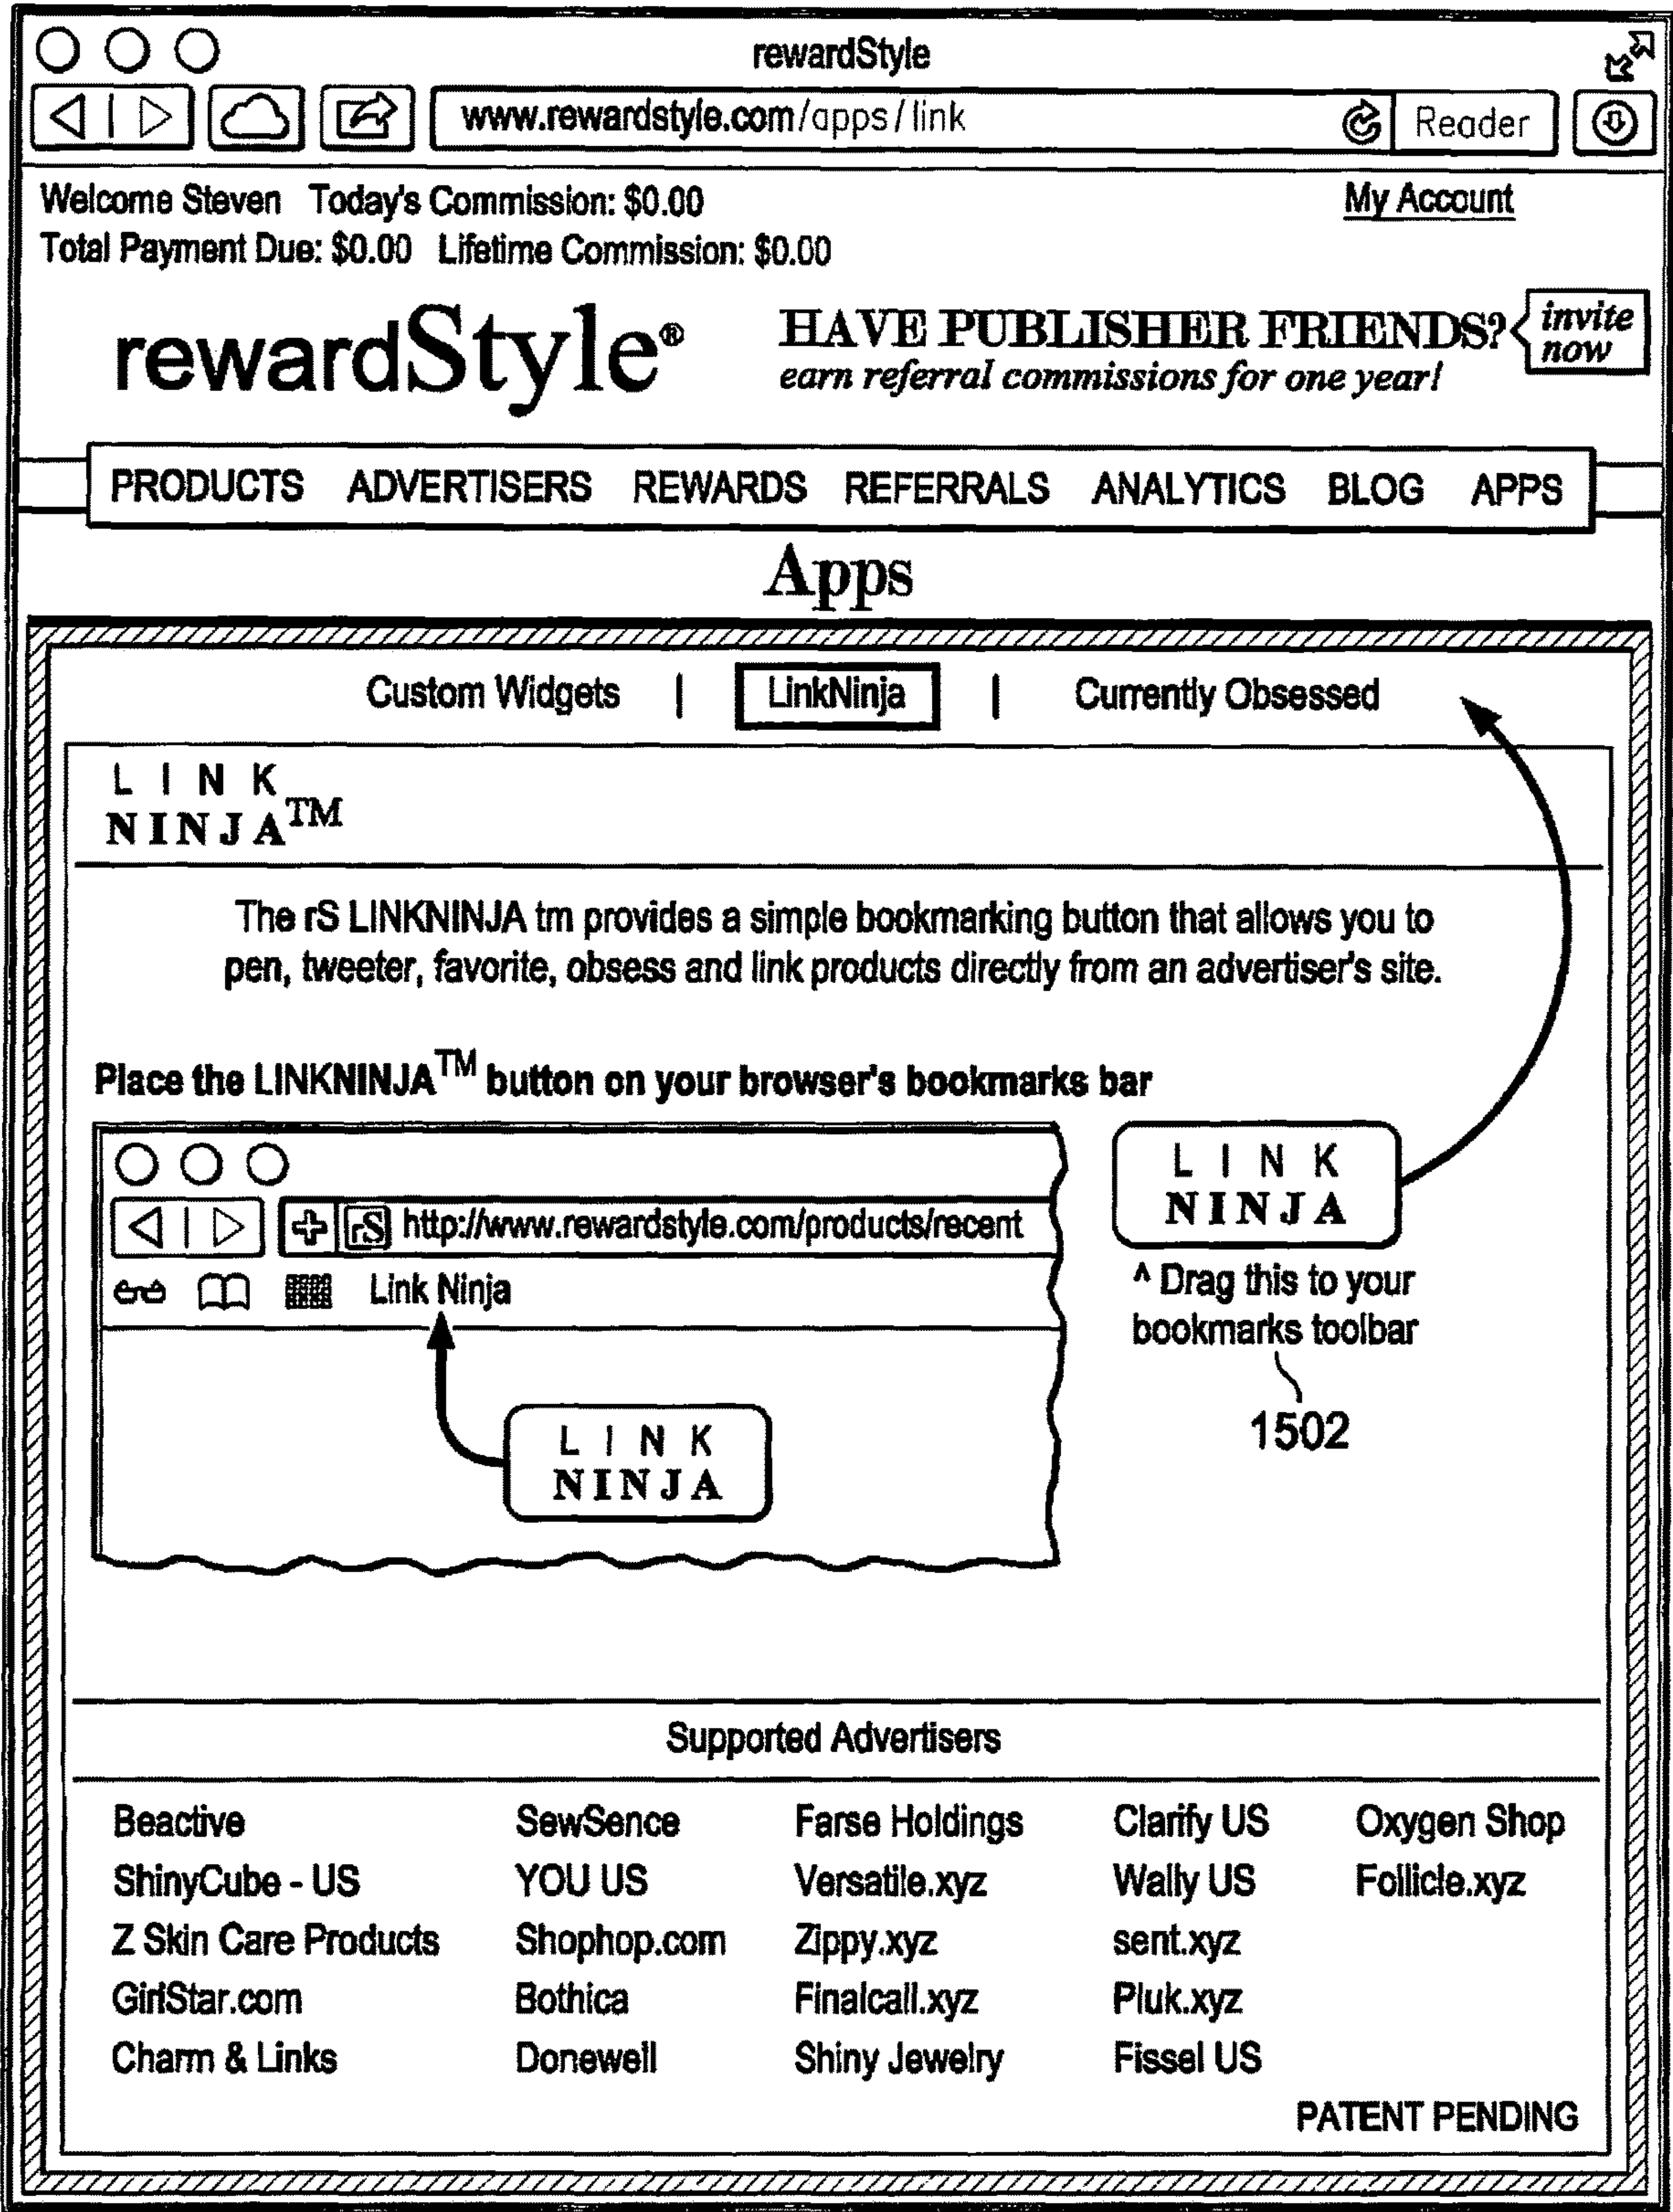 rewardStyle
www.rewardstyle.com/apps/link
Reader
Welcome Steven Today's Commission: $0.00
My Account
Total Payment Due: $0.00 Lifetime Commission: $0.00
rewardStyle®
HAVE PUBLISHER FRIENDS?
earn referral commissions for one year!
invite
now
PRODUCTS ADVERTISERS REWARDS REFERRALS ANALYTICS BLOG APPS
Apps
Custom Widgets | LinkNinja | Currently Obsessed
LINK
NINJA™
The rS LINKNINJA tm provides a simple bookmarking button that allows you to
pen, tweeter, favorite, obsess and link products directly from an advertiser's site.
Place the LINKNINJA™ button on your browser's bookmarks bar
rS http://www.rewardstyle.com/products/recent
Link Ninja
LINK
NINJA
LINK
NINJA
^ Drag this to your
bookmarks toolbar
1502
Supported Advertisers
Beactive SewSence Farse Holdings Clarify US Oxygen Shop
ShinyCube - US YOU US Versatile.xyz Wally US Follicle.xyz
Z Skin Care Products Shophop.com Zippy.xyz sent.xyz
GirlStar.com Bothica Finalcall.xyz Pluk.xyz
Charm & Links Donewell Shiny Jewelry Fissel US
PATENT PENDING